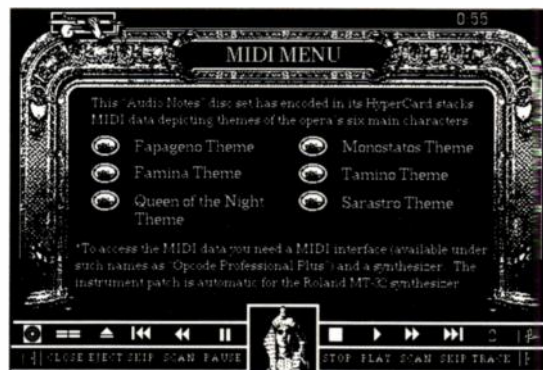 0:55
MIDI MENU
This "Audio Notes" disc set has encoded in its HyperCard stacks
MIDI data depicting themes of the opera's six main characters
Papageno Theme
Monostatos Theme
Pamina Theme
Tamino Theme
Queen of the Night
Theme
Sarastro Theme
*To access the MIDI data you need a MIDI interface (available under
such names as "Opcode Professional Plus") and a synthesizer. The
instrument patch is automatic for the Roland MT-32 synthesizer
CLOSE EJECT SKIP SCAN PAUSE
STOP PLAY SCAN SKIP TRACK